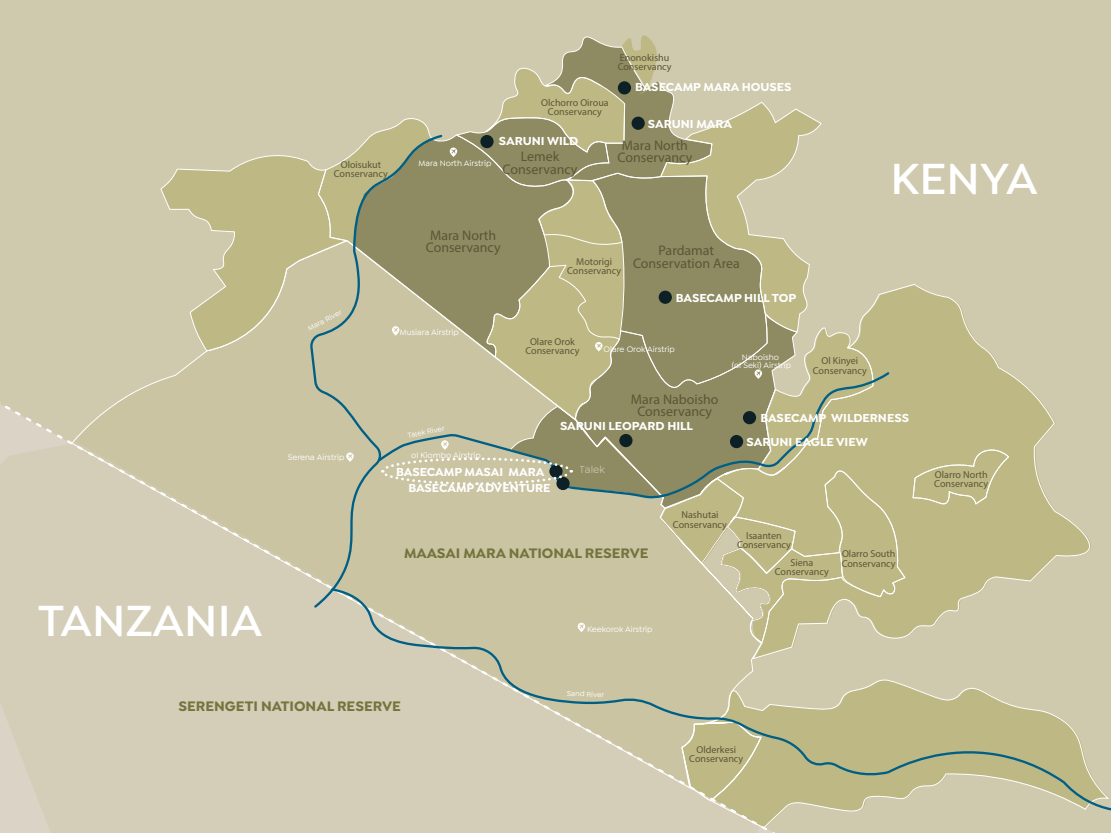 Enonokishu
Conservancy
BASECAMP MARA HOUSES
Olchorro Oiroua
Conservancy
SARUNI MARA
SARUNI WILD
Mara North
Conservancy
Mara North Airstrip
Lemek
Conservancy
Oloisukut
Conservancy
KENYA
Mara North
Conservancy
Pardamat
Conservation Area
Motorigi
Conservancy
BASECAMP HILL TOP
Mara River
Musiara Airstrip
Olare Orok
Conservancy
Olare Orok Airstrip
Naboisho
(ol Seki) Airstrip
Ol Kinyei
Conservancy
Mara Naboisho
Conservancy
BASECAMP WILDERNESS
SARUNI LEOPARD HILL
SARUNI EAGLE VIEW
Talek River
ol Kiombo Airstrip
Serena Airstrip
BASECAMP MASAI MARA
Talek
BASECAMP ADVENTURE
Olarro North
Conservancy
Nashutai
Conservancy
Isaanten
Conservancy
Olarro South
Conservancy
Siena
Conservancy
MAASAI MARA NATIONAL RESERVE
TANZANIA
Keekorok Airstrip
Sand River
SERENGETI NATIONAL RESERVE
Olderkesi
Conservancy